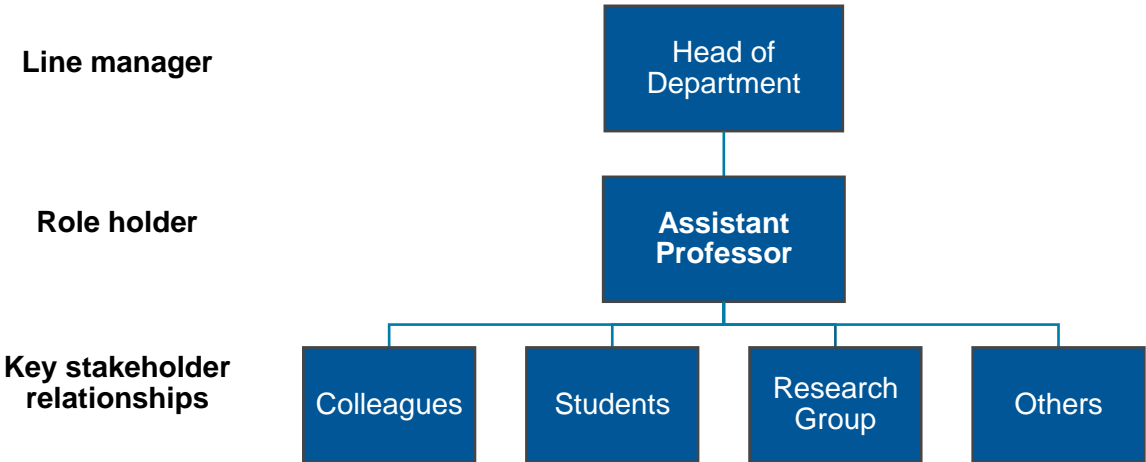 Line manager
Head of
Department
Role holder
Assistant
Professor
Key stakeholder
relationships
Colleagues
Students
Research
Group
Others